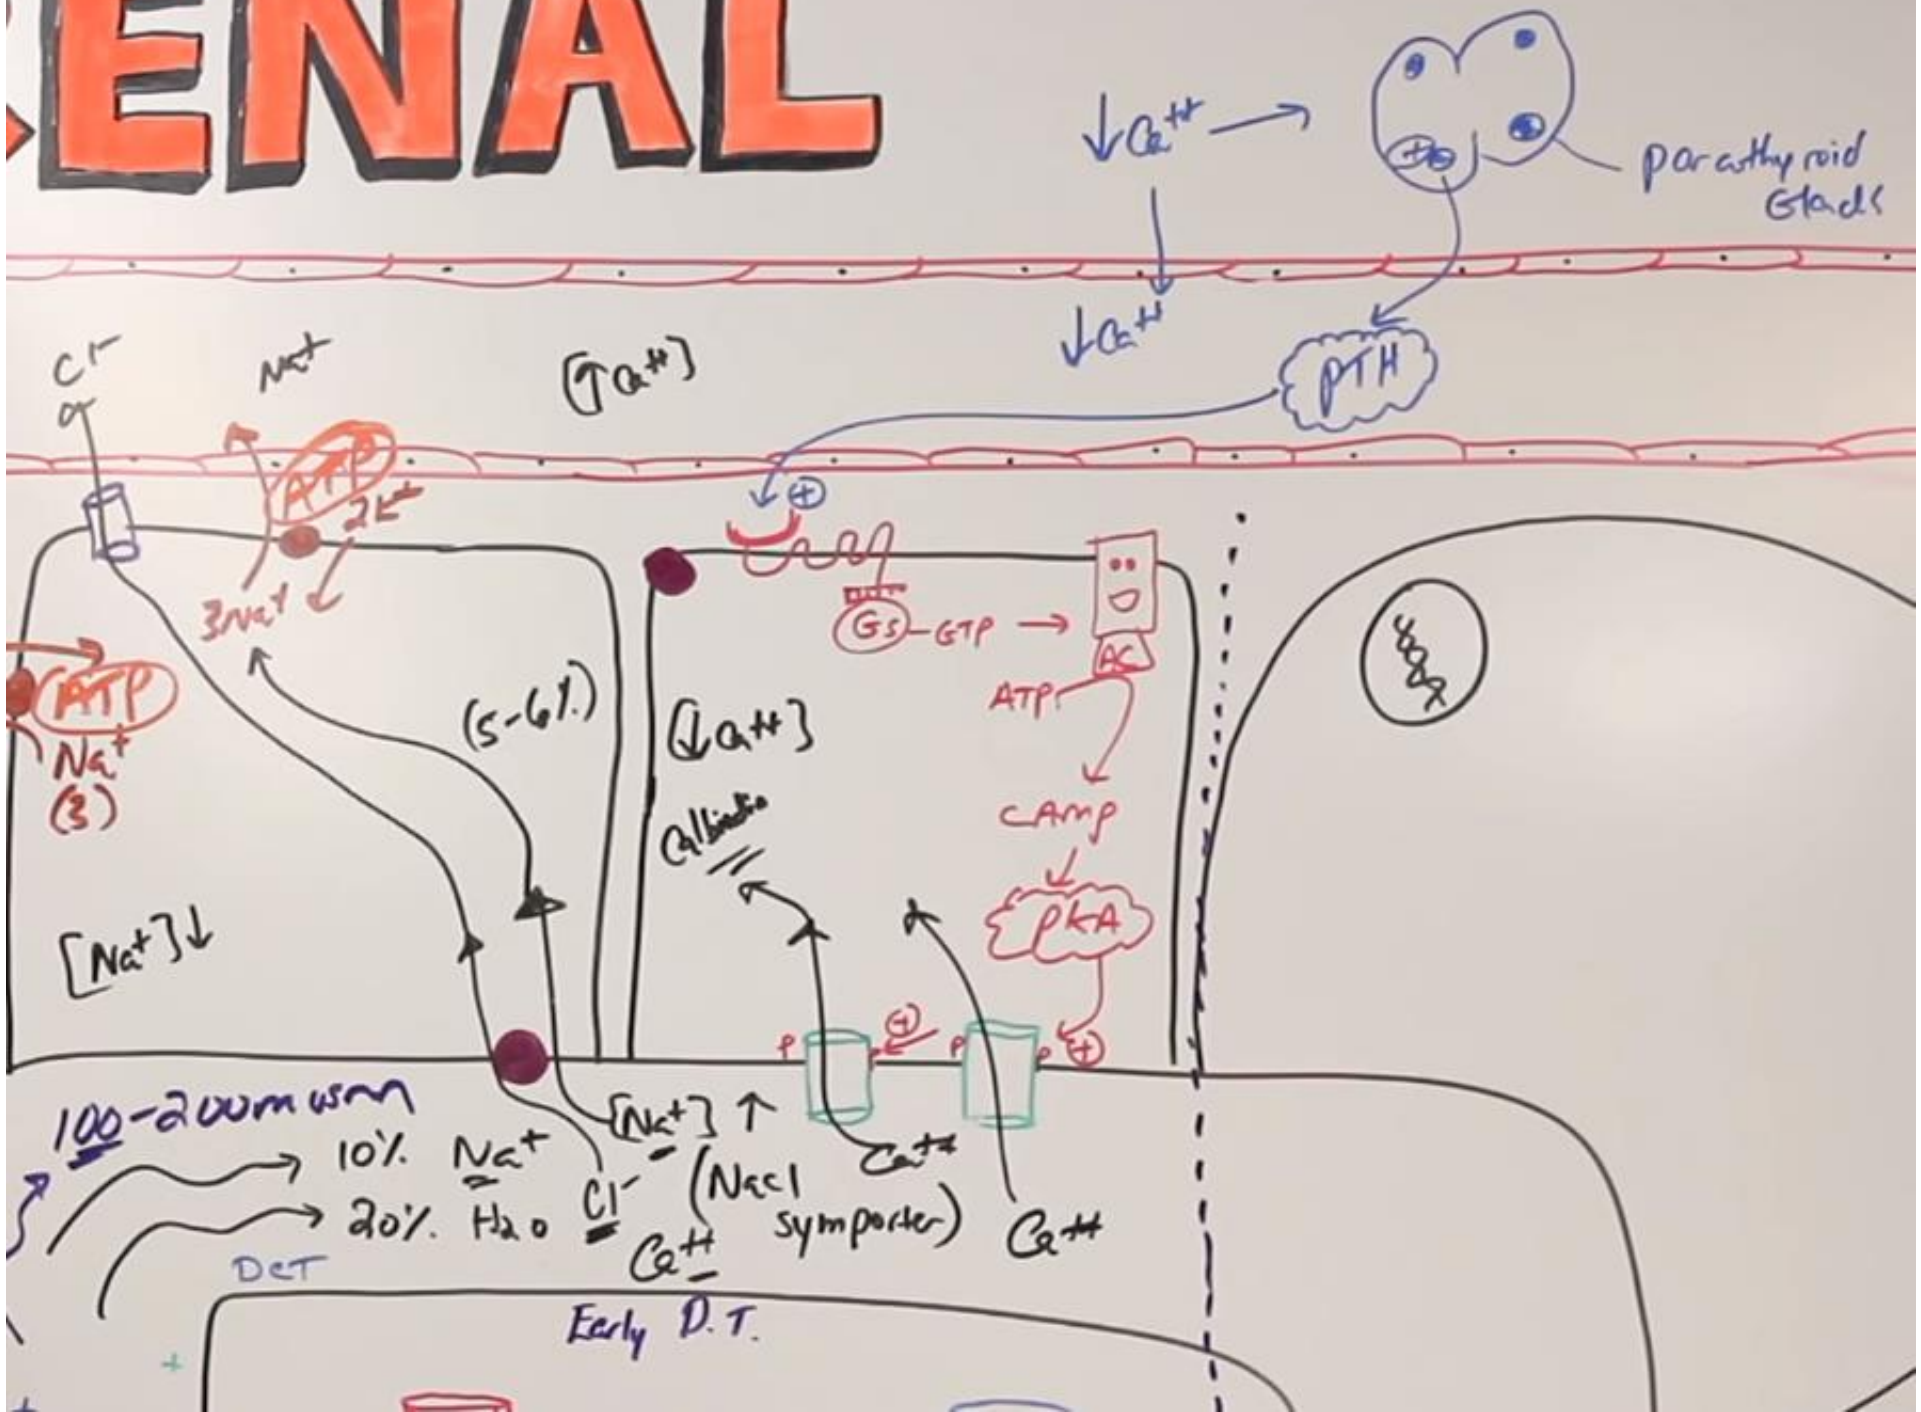 RENAL
↓Ca++ →
parathyroid
Glands
↓Ca++
PTH
Cl-
Na+
[↑Ca++]
ATP
2K+
3Na+
+
Gs-GTP →
AC
ATP
cAMP
PKA
ATP
Na+
(3)
(5-6%)
[↓Ca++]
Calbindin
[Na+]↓
P + P P P +
100-200mosm
10% Na+
20% H2O
[Na+] ↑
Cl-
Ca++
(NaCl
symporter)
Ca++
Ca++
DCT
Early D.T.
+